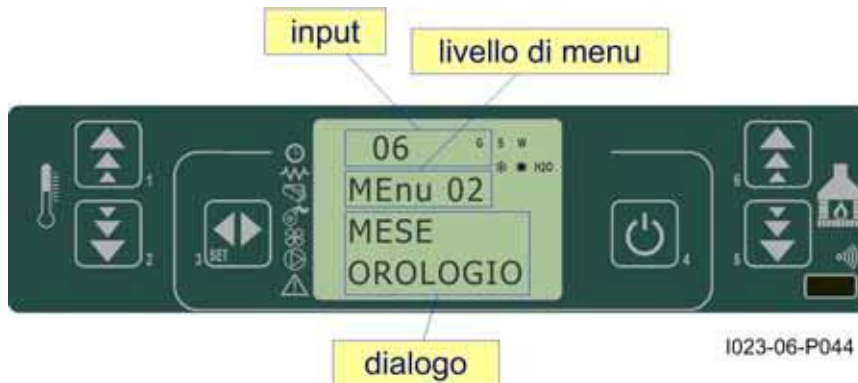 input
livello di menu
06 G S W
H2O
MEnu 02
MESE
OROLOGIO
1
2
3 SET
4
6
5
dialogo
I023-06-P044